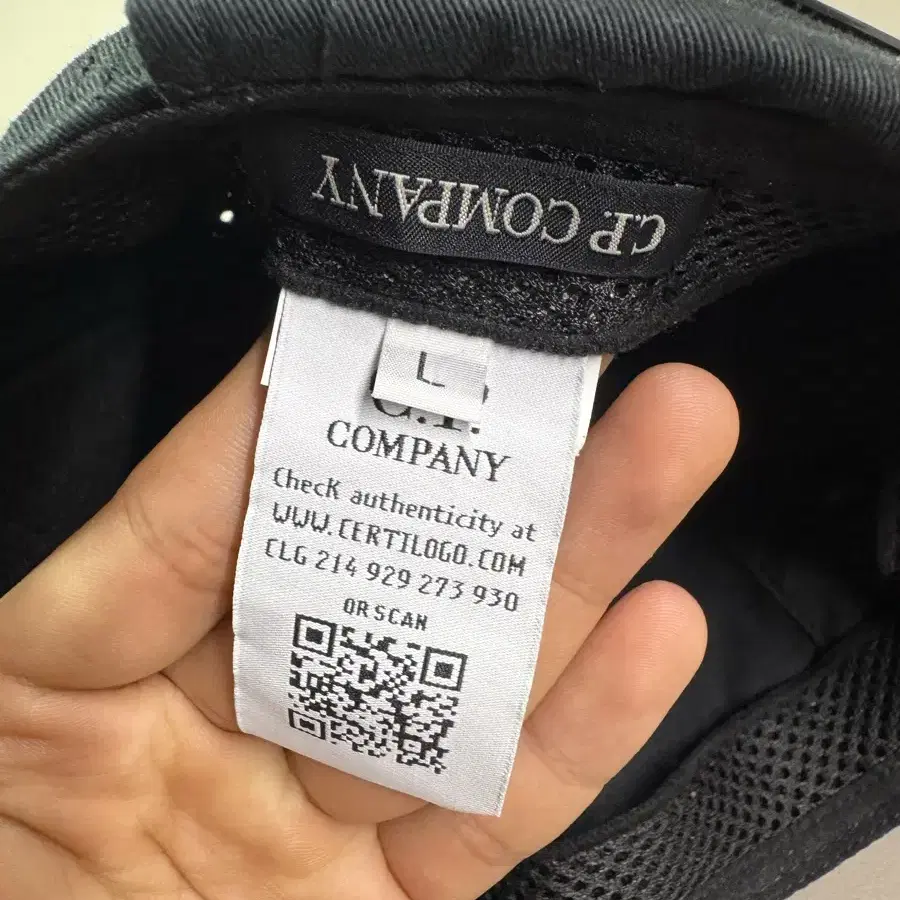 C.P. COMPANY
L
C.P.
COMPANY
Check authenticity at
WWW.CERTILOGO.COM
CLG 214 929 273 930
OR SCAN